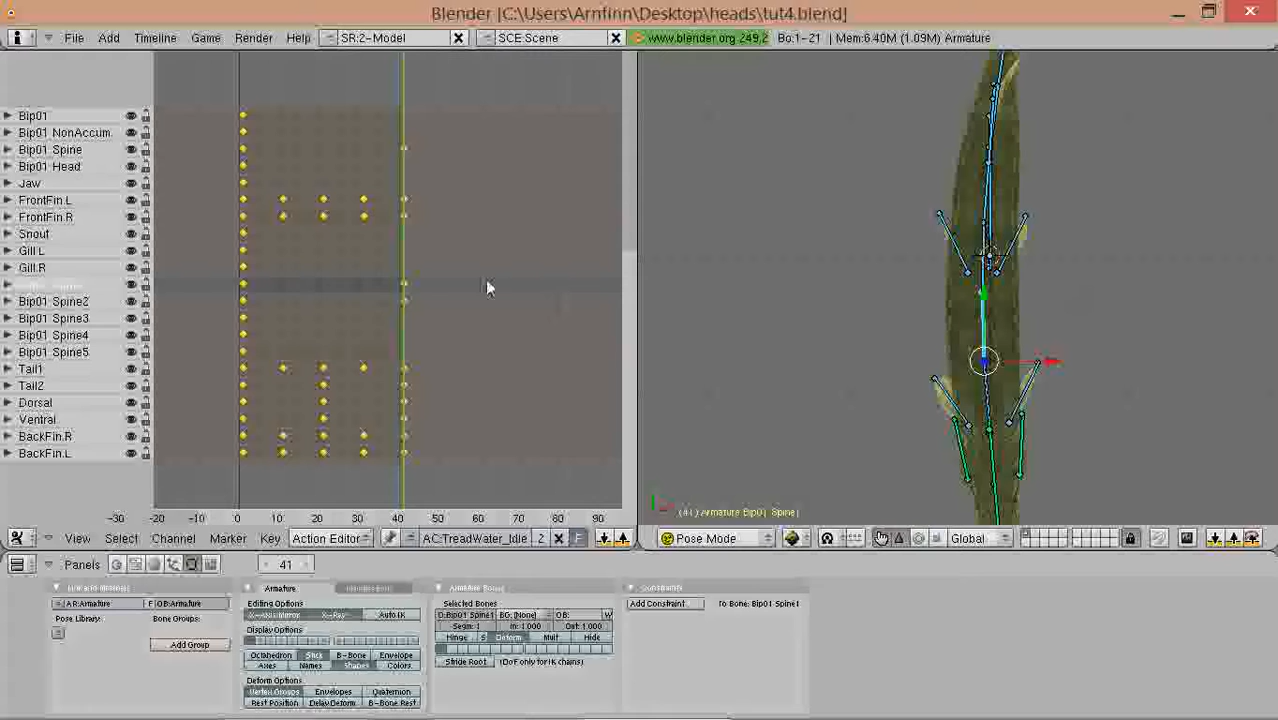 Blender [C:\Users\Arnfinn\Desktop\heads\tut4.blend]
File Add Timeline Game Render Help SR:2-Model SCE:Scene www.blender.org 249.2 Bo:1-21 | Mem:6.40M (1.09M) Armature
Bip01
Bip01 NonAccum
Bip01 Spine
Bip01 Head
Jaw
FrontFin.L
FrontFin.R
Snout
Gill.L
Gill.R
Bip01 Spine2
Bip01 Spine3
Bip01 Spine4
Bip01 Spine5
Tail1
Tail2
Dorsal
Ventral
BackFin.R
BackFin.L
-30 -20 -10 0 10 20 30 40 50 60 70 80 90
(41) Armature Bip01 Spine1
View Select Channel Marker Key Action Editor AC:TreadWater_Idle 2 F
Pose Mode Global
Panels 41
Armature
Armature Bones
Constraints
AR:Armature F OB:Armature
Pose Library: Bone Groups:
Add Group
Editing Options
X-Axis Mirror X-Ray Auto IK
Display Options
Octahedron Stick B-Bone Envelope
Axes Names Shapes Colors
Deform Options
Vertex Groups Envelopes Quaternion
Rest Position Delay Deform B-Bone Rest
Selected Bones
BG: (None) OB:
Segm: 1 In: 1.000 Out: 1.000
Hinge S Deform Mult Hide
Stride Root (DoF only for IK chains)
Add Constraint To Bone: Bip01 Spine1